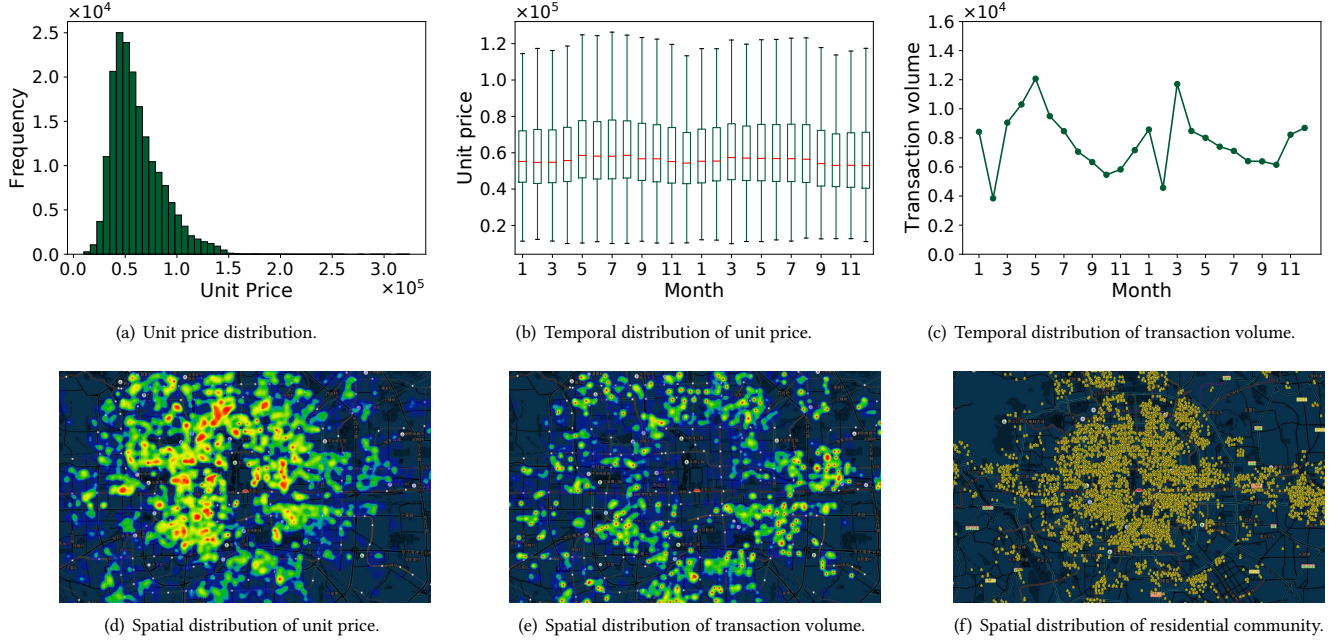 ×10⁴
2.5
2.0
1.5
1.0
0.5
0.0
Frequency
0.0 0.5 1.0 1.5 2.0 2.5 3.0
Unit Price
×10⁵
(a) Unit price distribution.
×10⁵
1.2
1.0
0.8
0.6
0.4
0.2
Unit price
1 3 5 7 9 11 1 3 5 7 9 11
Month
(b) Temporal distribution of unit price.
×10⁴
1.6
1.4
1.2
1.0
0.8
0.6
0.4
0.2
0.0
Transaction volume
1 3 5 7 9 11 1 3 5 7 9 11
Month
(c) Temporal distribution of transaction volume.
(d) Spatial distribution of unit price.
(e) Spatial distribution of transaction volume.
(f) Spatial distribution of residential community.